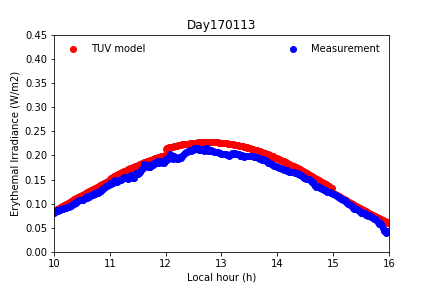 Day170113
TUV model
Measurement
0.45
0.40
0.35
0.30
0.25
0.20
0.15
0.10
0.05
0.00
Erythemal Irradiance (W/m2)
10 11 12 13 14 15 16
Local hour (h)